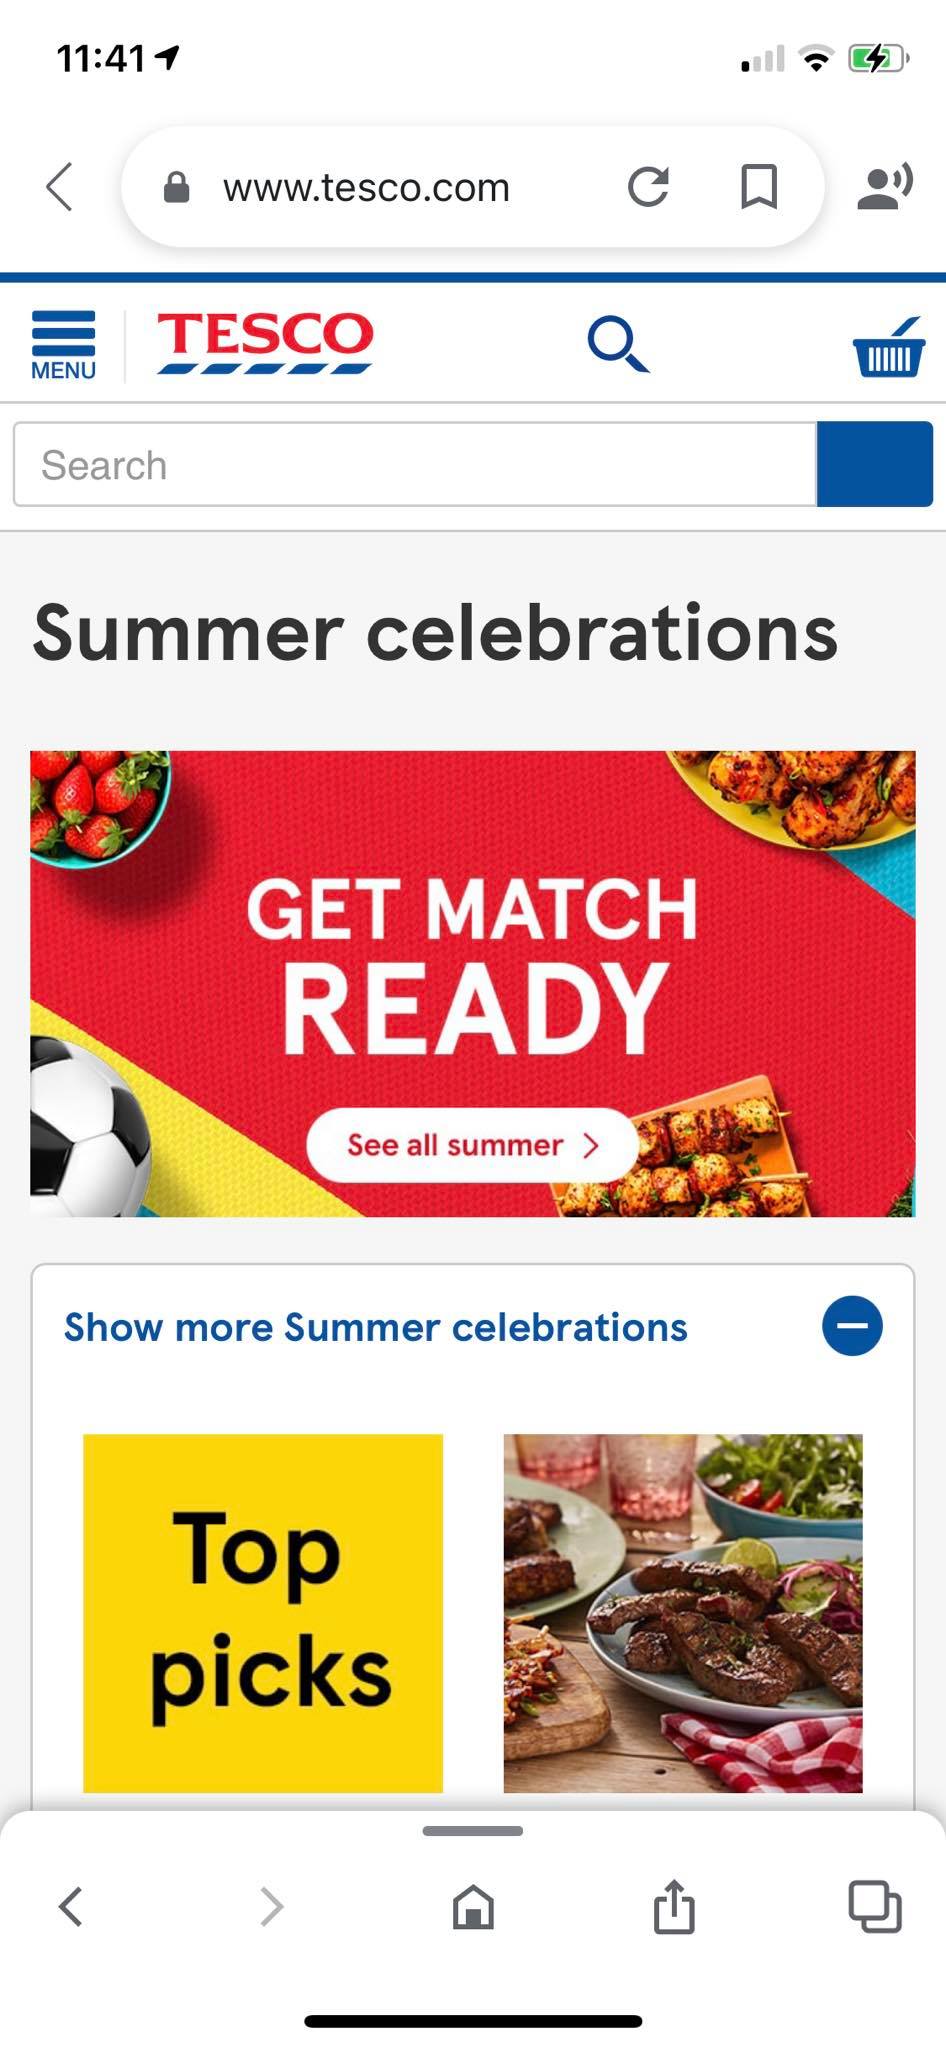 11:41
www.tesco.com
MENU
TESCO
Search
Summer celebrations
GET MATCH
READY
See all summer
Show more Summer celebrations
Top
picks